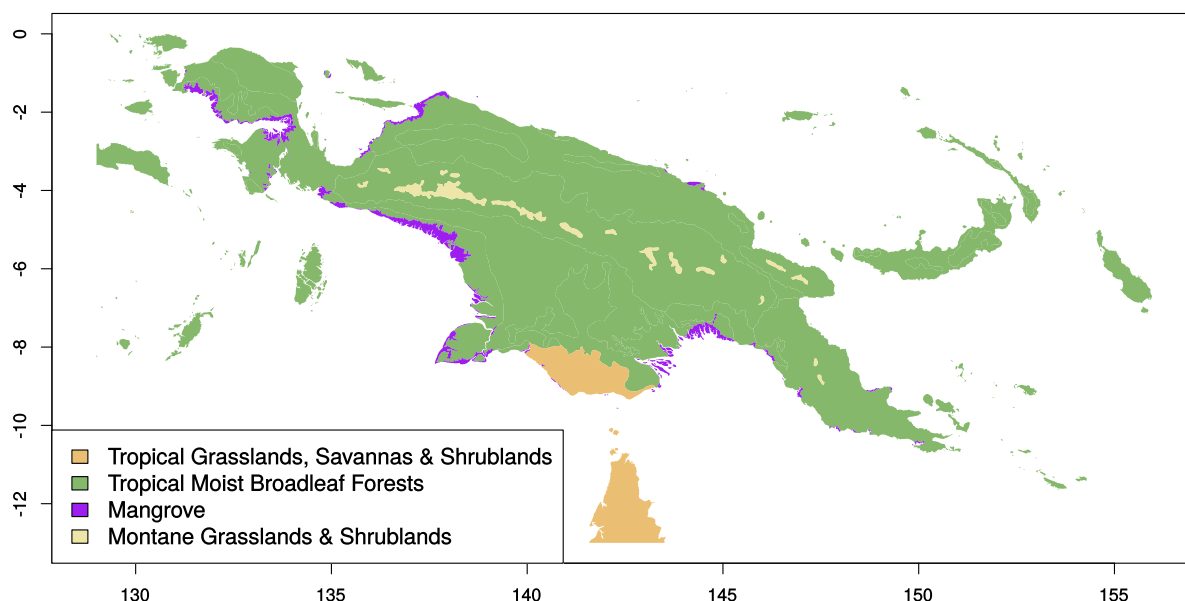 0
-2
-4
-6
-8
-10
-12
Tropical Grasslands, Savannas & Shrublands
Tropical Moist Broadleaf Forests
Mangrove
Montane Grasslands & Shrublands
130 135 140 145 150 155